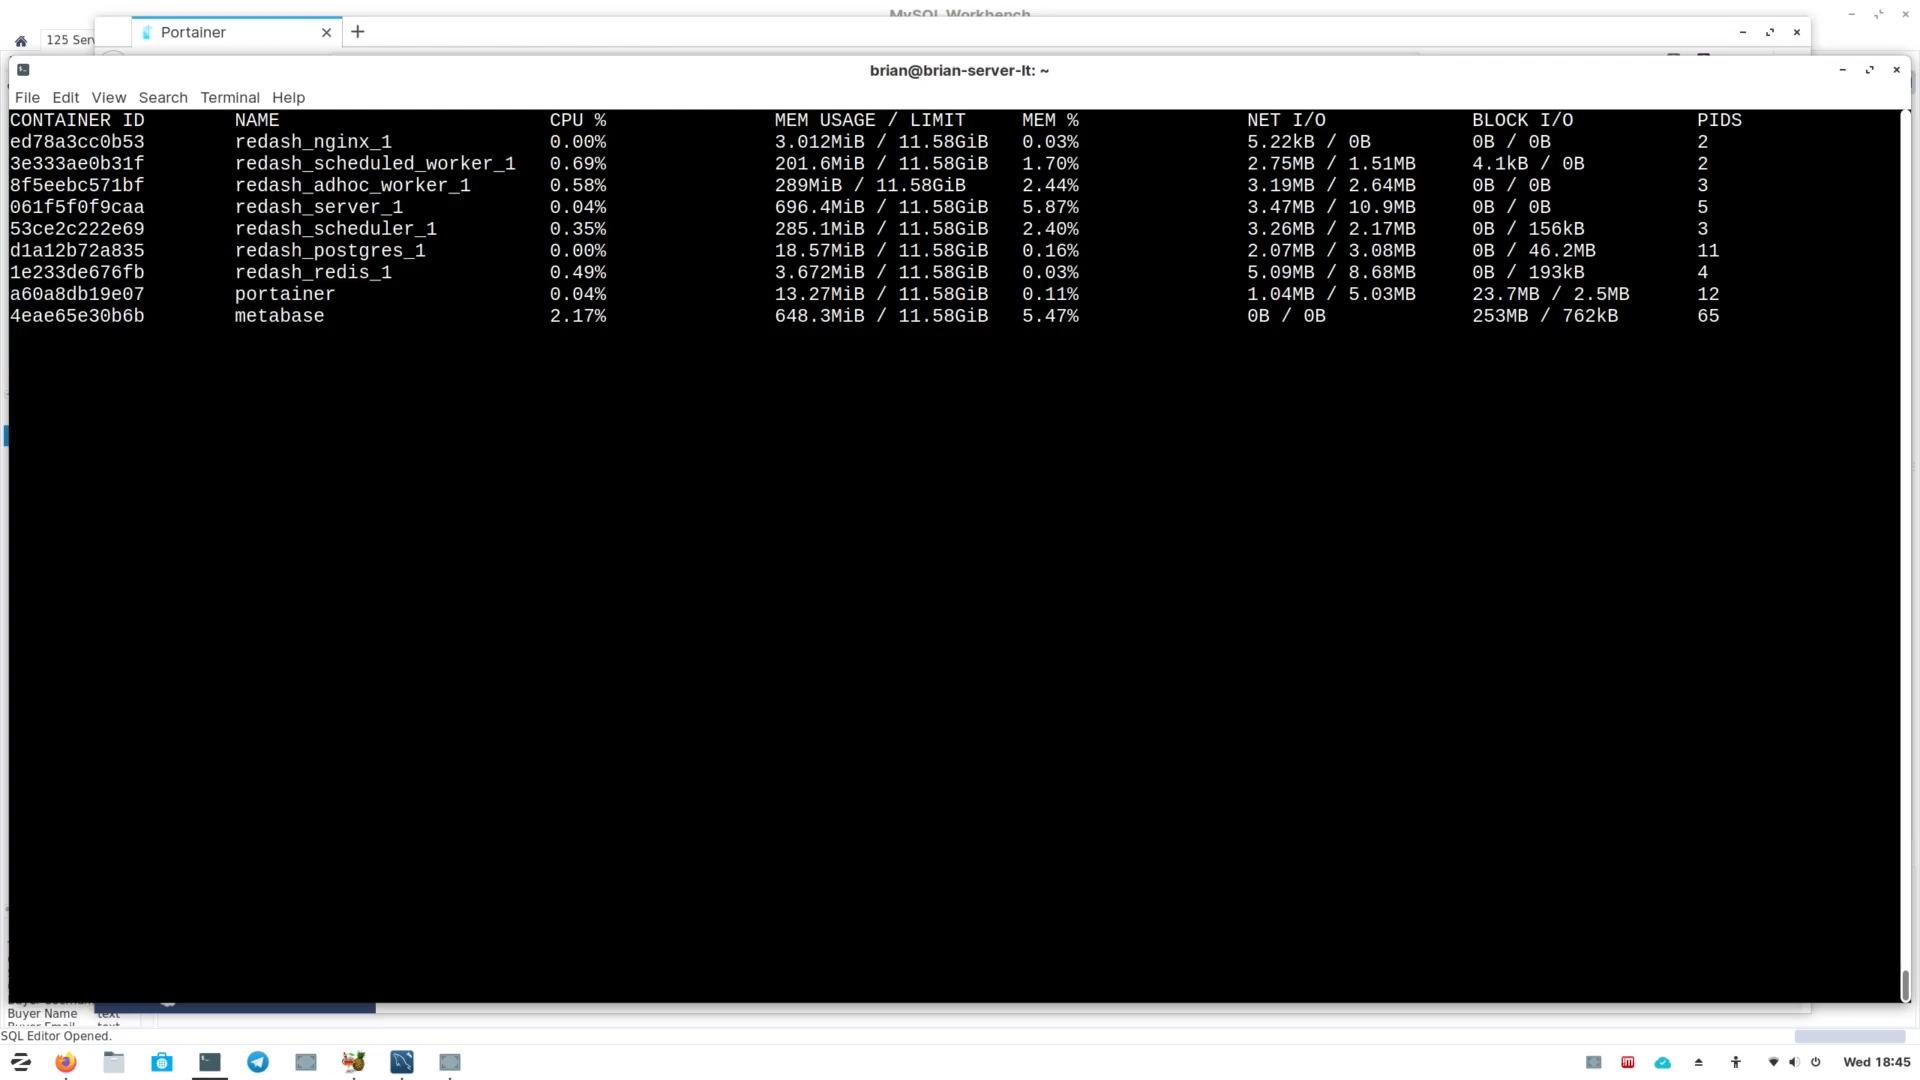 MySQL Workbench
125 Serv
Portainer
brian@brian-server-lt: ~
File Edit View Search Terminal Help
CONTAINER ID NAME CPU % MEM USAGE / LIMIT MEM % NET I/O BLOCK I/O PIDS
ed78a3cc0b53 redash_nginx_1 0.00% 3.012MiB / 11.58GiB 0.03% 5.22kB / 0B 0B / 0B 2
3e333ae0b31f redash_scheduled_worker_1 0.69% 201.6MiB / 11.58GiB 1.70% 2.75MB / 1.51MB 4.1kB / 0B 2
8f5eebc571bf redash_adhoc_worker_1 0.58% 289MiB / 11.58GiB 2.44% 3.19MB / 2.64MB 0B / 0B 3
061f5f0f9caa redash_server_1 0.04% 696.4MiB / 11.58GiB 5.87% 3.47MB / 10.9MB 0B / 0B 5
53ce2c222e69 redash_scheduler_1 0.35% 285.1MiB / 11.58GiB 2.40% 3.26MB / 2.17MB 0B / 156kB 3
d1a12b72a835 redash_postgres_1 0.00% 18.57MiB / 11.58GiB 0.16% 2.07MB / 3.08MB 0B / 46.2MB 11
1e233de676fb redash_redis_1 0.49% 3.672MiB / 11.58GiB 0.03% 5.09MB / 8.68MB 0B / 193kB 4
a60a8db19e07 portainer 0.04% 13.27MiB / 11.58GiB 0.11% 1.04MB / 5.03MB 23.7MB / 2.5MB 12
4eae65e30b6b metabase 2.17% 648.3MiB / 11.58GiB 5.47% 0B / 0B 253MB / 762kB 65
Buyer Name text
Buyer Email text
SQL Editor Opened.
Wed 18:45